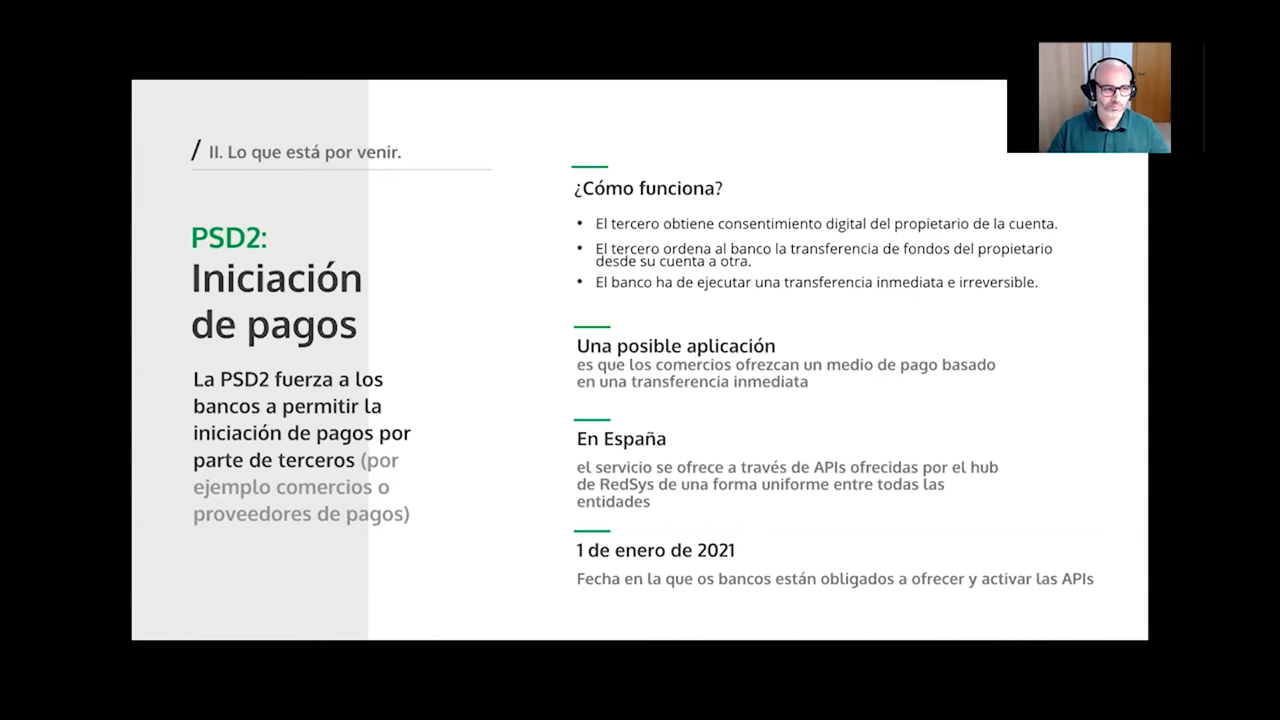 / II. Lo que está por venir.
PSD2:
Iniciación
de pagos
La PSD2 fuerza a los
bancos a permitir la
iniciación de pagos por
parte de terceros (por
ejemplo comercios o
proveedores de pagos)
¿Cómo funciona?
• El tercero obtiene consentimiento digital del propietario de la cuenta.
• El tercero ordena al banco la transferencia de fondos del propietario
desde su cuenta a otra.
• El banco ha de ejecutar una transferencia inmediata e irreversible.
Una posible aplicación
es que los comercios ofrezcan un medio de pago basado
en una transferencia inmediata
En España
el servicio se ofrece a través de APIs ofrecidas por el hub
de RedSys de una forma uniforme entre todas las
entidades
1 de enero de 2021
Fecha en la que os bancos están obligados a ofrecer y activar las APIs